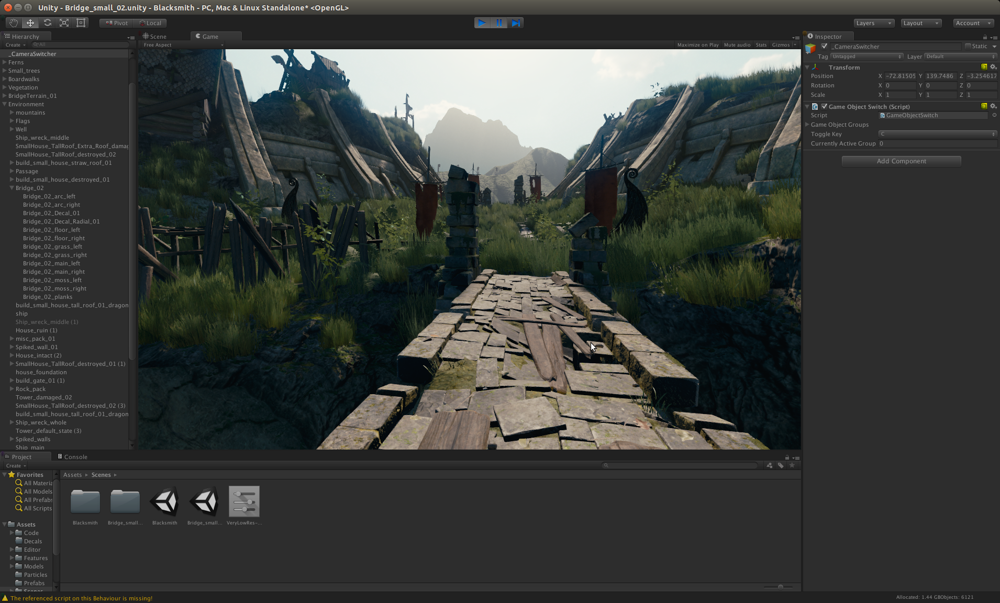 Unity - Bridge_small_02.unity - Blacksmith - PC, Mac & Linux Standalone* <OpenGL>
Pivot Local
Layers Layout Account
Hierarchy
Create All
_CameraSwitcher
Ferns
Small_trees
Boardwalks
Vegetation
BridgeTerrain_01
Environment
mountains
Flags
Well
Ship_wreck_middle
SmallHouse_TallRoof_Extra_Roof_damag
SmallHouse_TallRoof_destroyed_02
build_small_house_straw_roof_01
Passage
build_small_house_destroyed_01
Bridge_02
Bridge_02_arc_left
Bridge_02_arc_right
Bridge_02_Decal_01
Bridge_02_Decal_Radial_01
Bridge_02_floor_left
Bridge_02_floor_right
Bridge_02_grass_left
Bridge_02_grass_right
Bridge_02_main_left
Bridge_02_main_right
Bridge_02_moss_left
Bridge_02_moss_right
Bridge_02_planks
build_small_house_tall_roof_01_dragon
ship
Ship_wreck_middle (1)
House_ruin (1)
misc_pack_01
Spiked_wall_01
House_intact (2)
SmallHouse_TallRoof_destroyed_01 (1)
house_foundation
build_gate_01 (1)
Rock_pack
Tower_damaged_02
SmallHouse_TallRoof_destroyed_02 (3)
build_small_house_tall_roof_01_dragon
Ship_wreck_whole
Tower_default_state (3)
Spiked_walls
Ship_main
Scene Game
Free Aspect Maximize on Play Mute audio Stats Gizmos
Inspector
_CameraSwitcher Static
Tag Untagged Layer Default
Transform
Position X -72.81505 Y 139.7486 Z -3.254617
Rotation X 0 Y 0 Z 0
Scale X 1 Y 1 Z 1
Game Object Switch (Script)
Script GameObjectSwitch
Game Object Groups
Toggle Key C
Currently Active Group 0
Add Component
Project Console
Create
Favorites
All Materia
All Models
All Prefabs
All Scripts
Assets
Code
Decals
Editor
Features
Models
Particles
Prefabs
Scenes
Assets Scenes
Blacksmith Bridge_small... Blacksmith Bridge_small... VeryLowRes-...
The referenced script on this Behaviour is missing!
Allocated: 1.44 GBObjects: 6121